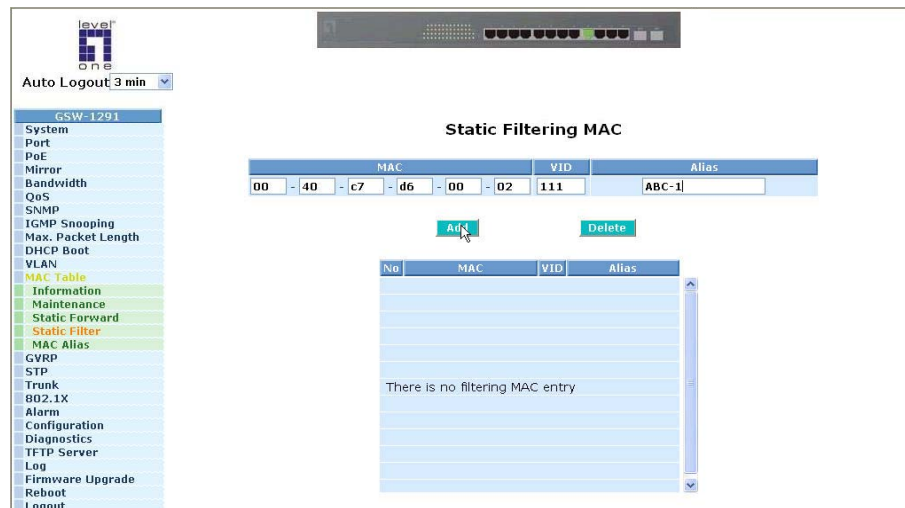 level
one
Auto Logout 3 min
GSW-1291
System
Port
PoE
Mirror
Bandwidth
QoS
SNMP
IGMP Snooping
Max. Packet Length
DHCP Boot
VLAN
MAC Table
Information
Maintenance
Static Forward
Static Filter
MAC Alias
GVRP
STP
Trunk
802.1X
Alarm
Configuration
Diagnostics
TFTP Server
Log
Firmware Upgrade
Reboot
Logout
Static Filtering MAC
MAC VID Alias
00 - 40 - c7 - d6 - 00 - 02 111 ABC-1
Add Delete
No MAC VID Alias
There is no filtering MAC entry